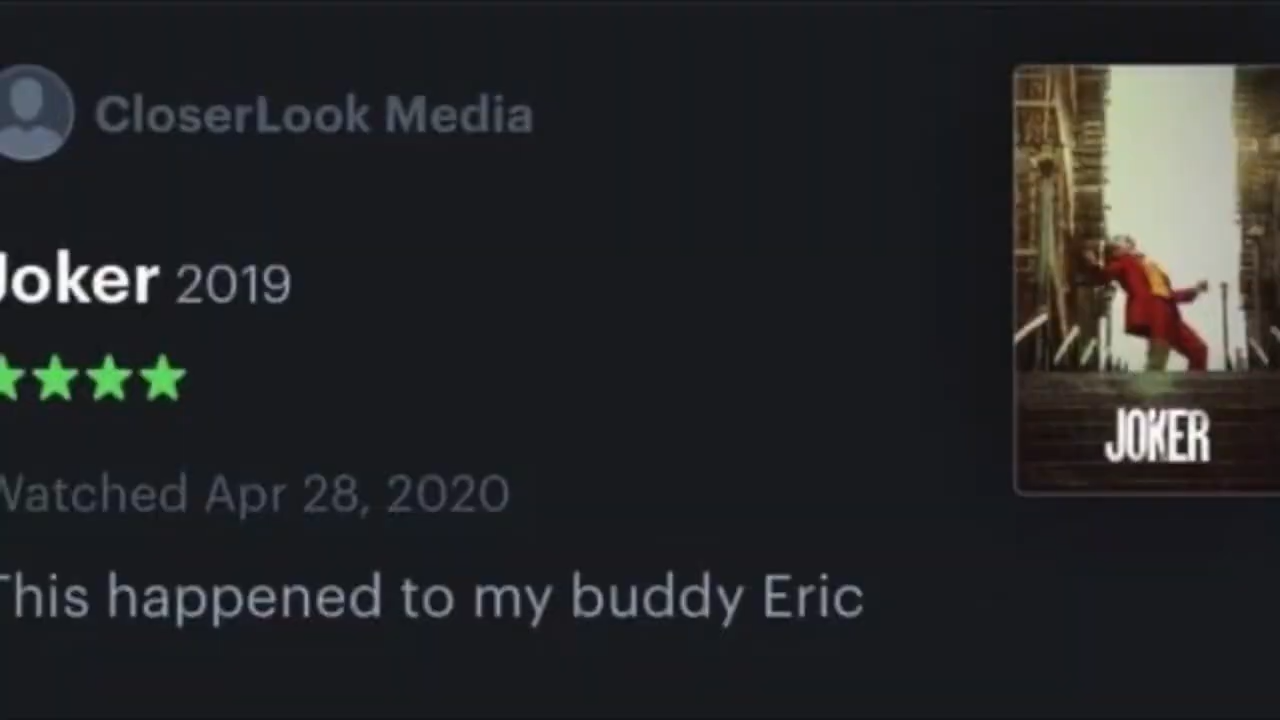 CloserLook Media
Joker 2019
★★★★
Watched Apr 28, 2020
This happened to my buddy Eric
JOKER